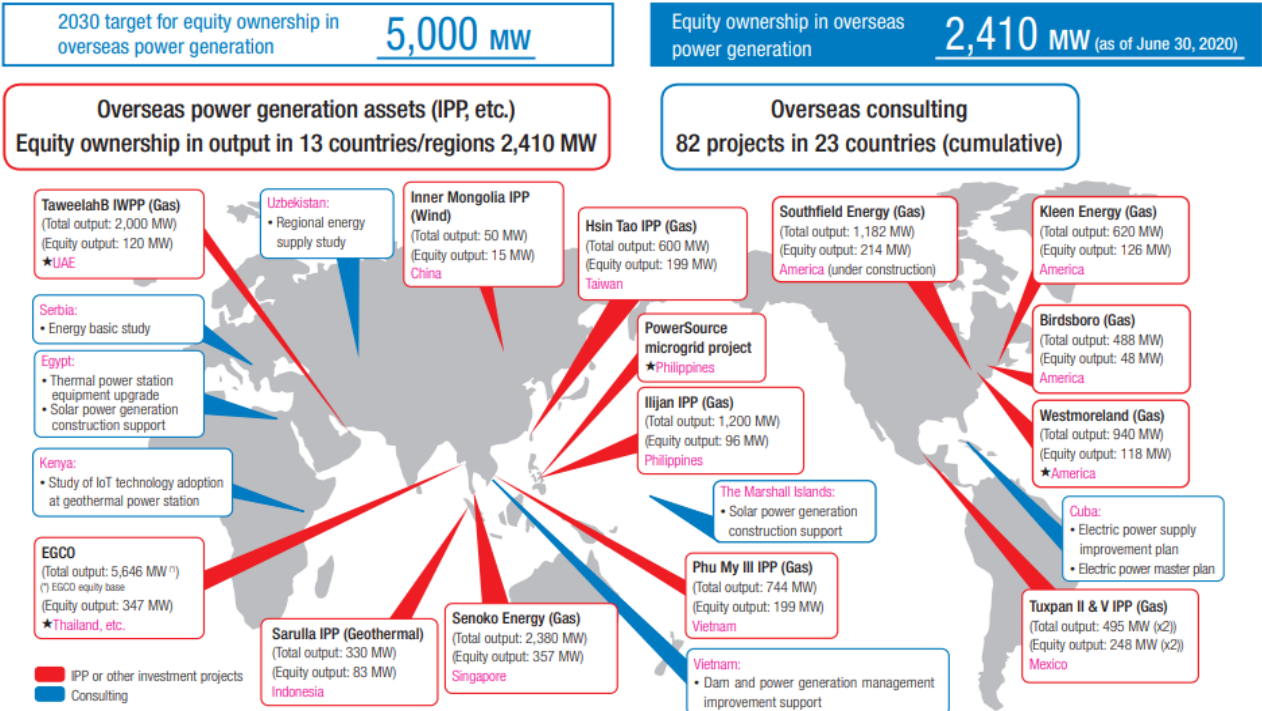 2030 target for equity ownership in
overseas power generation
5,000 MW
Equity ownership in overseas
power generation
2,410 MW (as of June 30, 2020)
Overseas power generation assets (IPP, etc.)
Equity ownership in output in 13 countries/regions 2,410 MW
Overseas consulting
82 projects in 23 countries (cumulative)
TaweelahB IWPP (Gas)
(Total output: 2,000 MW)
(Equity output: 120 MW)
★UAE
Uzbekistan:
• Regional energy
supply study
Inner Mongolia IPP
(Wind)
(Total output: 50 MW)
(Equity output: 15 MW)
China
Hsin Tao IPP (Gas)
(Total output: 600 MW)
(Equity output: 199 MW)
Taiwan
Southfield Energy (Gas)
(Total output: 1,182 MW)
(Equity output: 214 MW)
America (under construction)
Kleen Energy (Gas)
(Total output: 620 MW)
(Equity output: 126 MW)
America
Serbia:
• Energy basic study
PowerSource
microgrid project
★Philippines
Birdsboro (Gas)
(Total output: 488 MW)
(Equity output: 48 MW)
America
Egypt:
• Thermal power station
equipment upgrade
• Solar power generation
construction support
Ilijan IPP (Gas)
(Total output: 1,200 MW)
(Equity output: 96 MW)
Philippines
Westmoreland (Gas)
(Total output: 940 MW)
(Equity output: 118 MW)
★America
Kenya:
• Study of IoT technology adoption
at geothermal power station
The Marshall Islands:
• Solar power generation
construction support
Cuba:
• Electric power supply
improvement plan
• Electric power master plan
EGCO
(Total output: 5,646 MW (*))
(*) EGCO equity base
(Equity output: 347 MW)
★Thailand, etc.
Phu My III IPP (Gas)
(Total output: 744 MW)
(Equity output: 199 MW)
Vietnam
Tuxpan II & V IPP (Gas)
(Total output: 495 MW (x2))
(Equity output: 248 MW (x2))
Mexico
Sarulla IPP (Geothermal)
(Total output: 330 MW)
(Equity output: 83 MW)
Indonesia
Senoko Energy (Gas)
(Total output: 2,380 MW)
(Equity output: 357 MW)
Singapore
Vietnam:
• Dam and power generation management
improvement support
IPP or other investment projects
Consulting